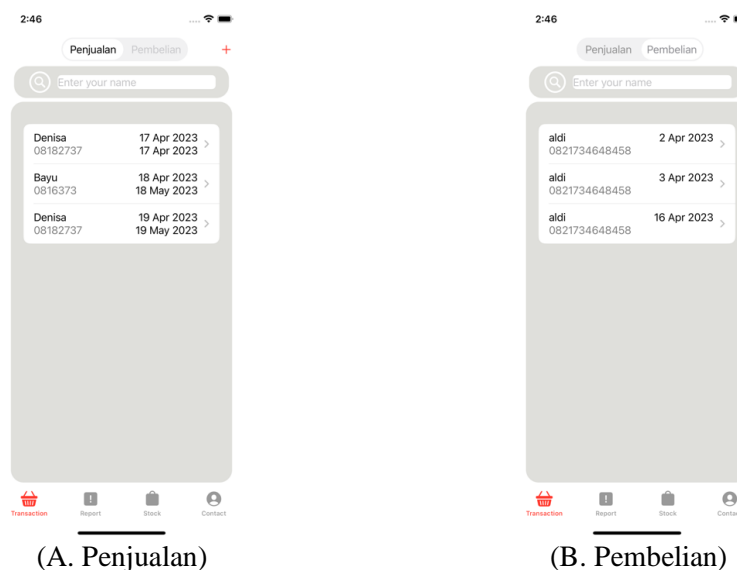 2:46
Penjualan Pembelian +
Enter your name
Denisa 17 Apr 2023
08182737 17 Apr 2023
Bayu 18 Apr 2023
0816373 18 May 2023
Denisa 19 Apr 2023
08182737 19 May 2023
Transaction Report Stock Contact
(A. Penjualan)
2:46
Penjualan Pembelian
Enter your name
aldi 2 Apr 2023
0821734648458
aldi 3 Apr 2023
0821734648458
aldi 16 Apr 2023
0821734648458
Transaction Report Stock Conta
(B. Pembelian)